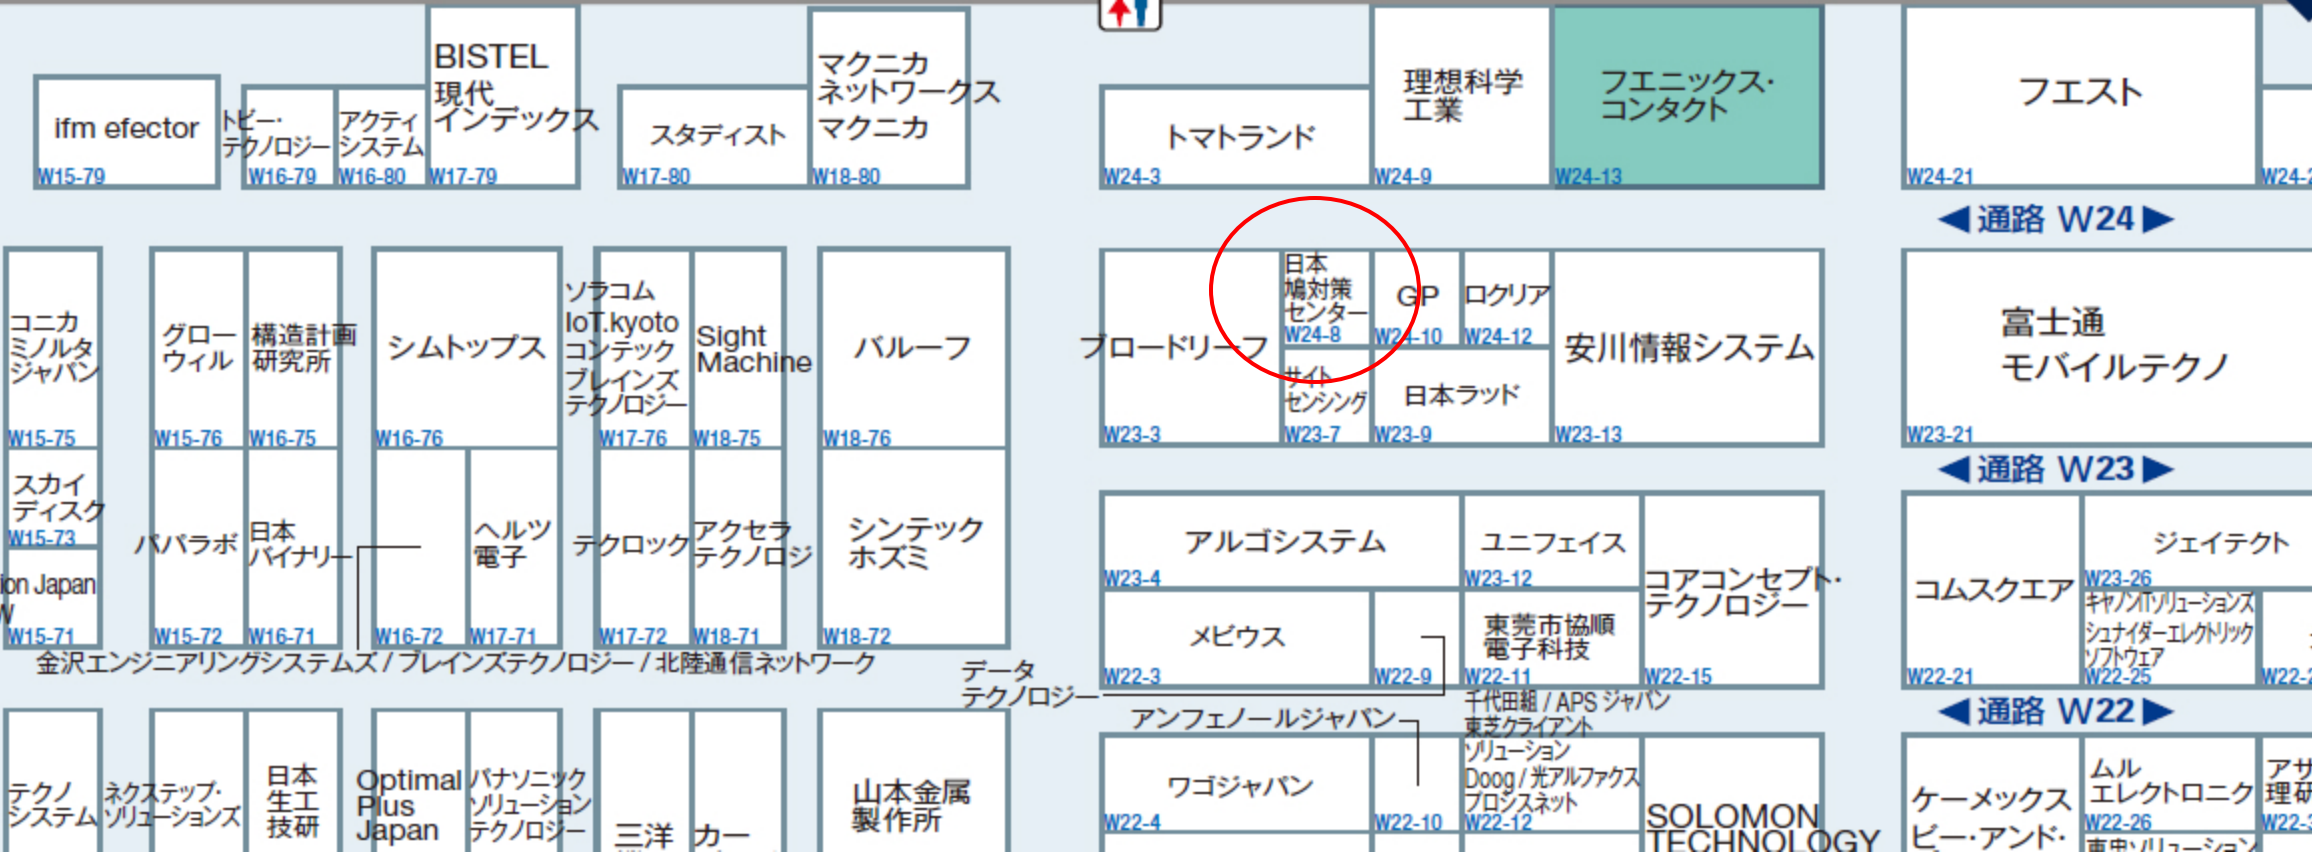 ifm efector
W15-79
トビー・
テクノロジー
W16-79
アクティ
システム
W16-80
BISTEL
現代
インデックス
W17-79
スタディスト
W17-80
マクニカ
ネットワークス
マクニカ
W18-80
トマトランド
W24-3
理想科学
工業
W24-9
フエニックス・
コンタクト
W24-13
フエスト
W24-21
◀通路 W24▶
コニカ
ミノルタ
ジャパン
W15-75
グロー
ウィル
W15-76
構造計画
研究所
W16-75
シムトップス
W16-76
ソラコム
IoT.kyoto
コンテック
ブレインズ
テクノロジー
W17-76
Sight
Machine
W18-75
バルーフ
W18-76
ブロードリーフ
W23-3
日本
鳩対策
センター
W24-8
GP
W24-10
ロクリア
W24-12
サイト
センシング
W23-7
日本ラッド
W23-9
安川情報システム
W23-13
富士通
モバイルテクノ
W23-21
◀通路 W23▶
スカイ
ディスク
W15-73
ion Japan
W15-71
パパラボ
W15-72
日本
バイナリー
W16-71
W16-72
ヘルツ
電子
W17-71
テクロック
W17-72
アクセラ
テクノロジ
W18-71
シンテック
ホズミ
W18-72
金沢エンジニアリングシステムズ / ブレインズテクノロジー / 北陸通信ネットワーク
アルゴシステム
W23-4
ユニフェイス
W23-12
コアコンセプト・
テクノロジー
W22-15
メビウス
W22-3
W22-9
東莞市協順
電子科技
W22-11
データ
テクノロジー
コムスクエア
W22-21
ジェイテクト
W23-26
キヤノンITソリューションズ
シュナイダーエレクトリック
ソフトウェア
W22-25
◀通路 W22▶
アンフェノールジャパン
千代田組 / APS ジャパン
東芝クライアント
ソリューション
Doog / 光アルファクス
プロシスネット
W22-12
テクノ
システム
ネクステップ・
ソリューションズ
日本
生工
技研
Optimal
Plus
Japan
パナソニック
ソリューション
テクノロジー
三洋
カー
山本金属
製作所
ワゴジャパン
W22-4
W22-10
SOLOMON
TECHNOLOGY
ケーメックス
ビー・アンド・
ムル
エレクトロニク
W22-26